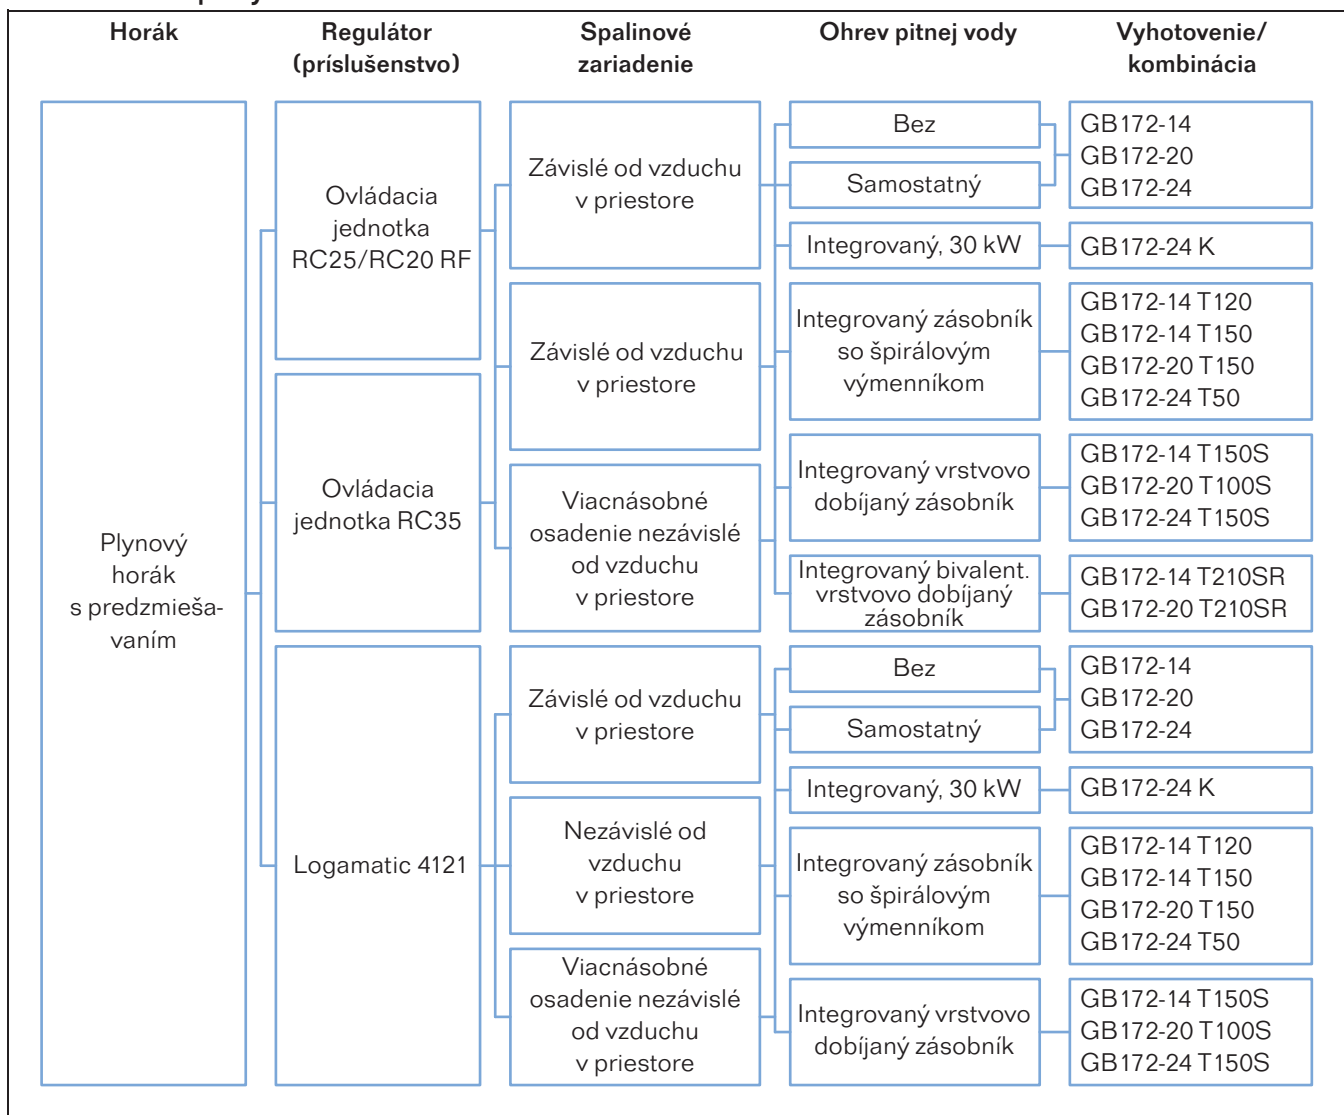 Horák
Regulátor
(príslušenstvo)
Spalinové
zariadenie
Ohrev pitnej vody
Vyhotovenie/
kombinácia
Plynový
horák
s predzmieša-
vaním
Ovládacia
jednotka
RC25/RC20 RF
Ovládacia
jednotka RC35
Logamatic 4121
Závislé od vzduchu
v priestore
Závislé od vzduchu
v priestore
Viacnásobné
osadenie nezávislé
od vzduchu
v priestore
Závislé od vzduchu
v priestore
Nezávislé od
vzduchu
v priestore
Viacnásobné
osadenie nezávislé
od vzduchu
v priestore
Bez
Samostatný
Integrovaný, 30 kW
Integrovaný zásobník
so špirálovým
výmenníkom
Integrovaný vrstvovo
dobíjaný zásobník
Integrovaný bivalent.
vrstvovo dobíjaný
zásobník
Bez
Samostatný
Integrovaný, 30 kW
Integrovaný zásobník
so špirálovým
výmenníkom
Integrovaný vrstvovo
dobíjaný zásobník
GB172-14
GB172-20
GB172-24
GB172-24 K
GB172-14 T120
GB172-14 T150
GB172-20 T150
GB172-24 T50
GB172-14 T150S
GB172-20 T100S
GB172-24 T150S
GB172-14 T210SR
GB172-20 T210SR
GB172-14
GB172-20
GB172-24
GB172-24 K
GB172-14 T120
GB172-14 T150
GB172-20 T150
GB172-24 T50
GB172-14 T150S
GB172-20 T100S
GB172-24 T150S